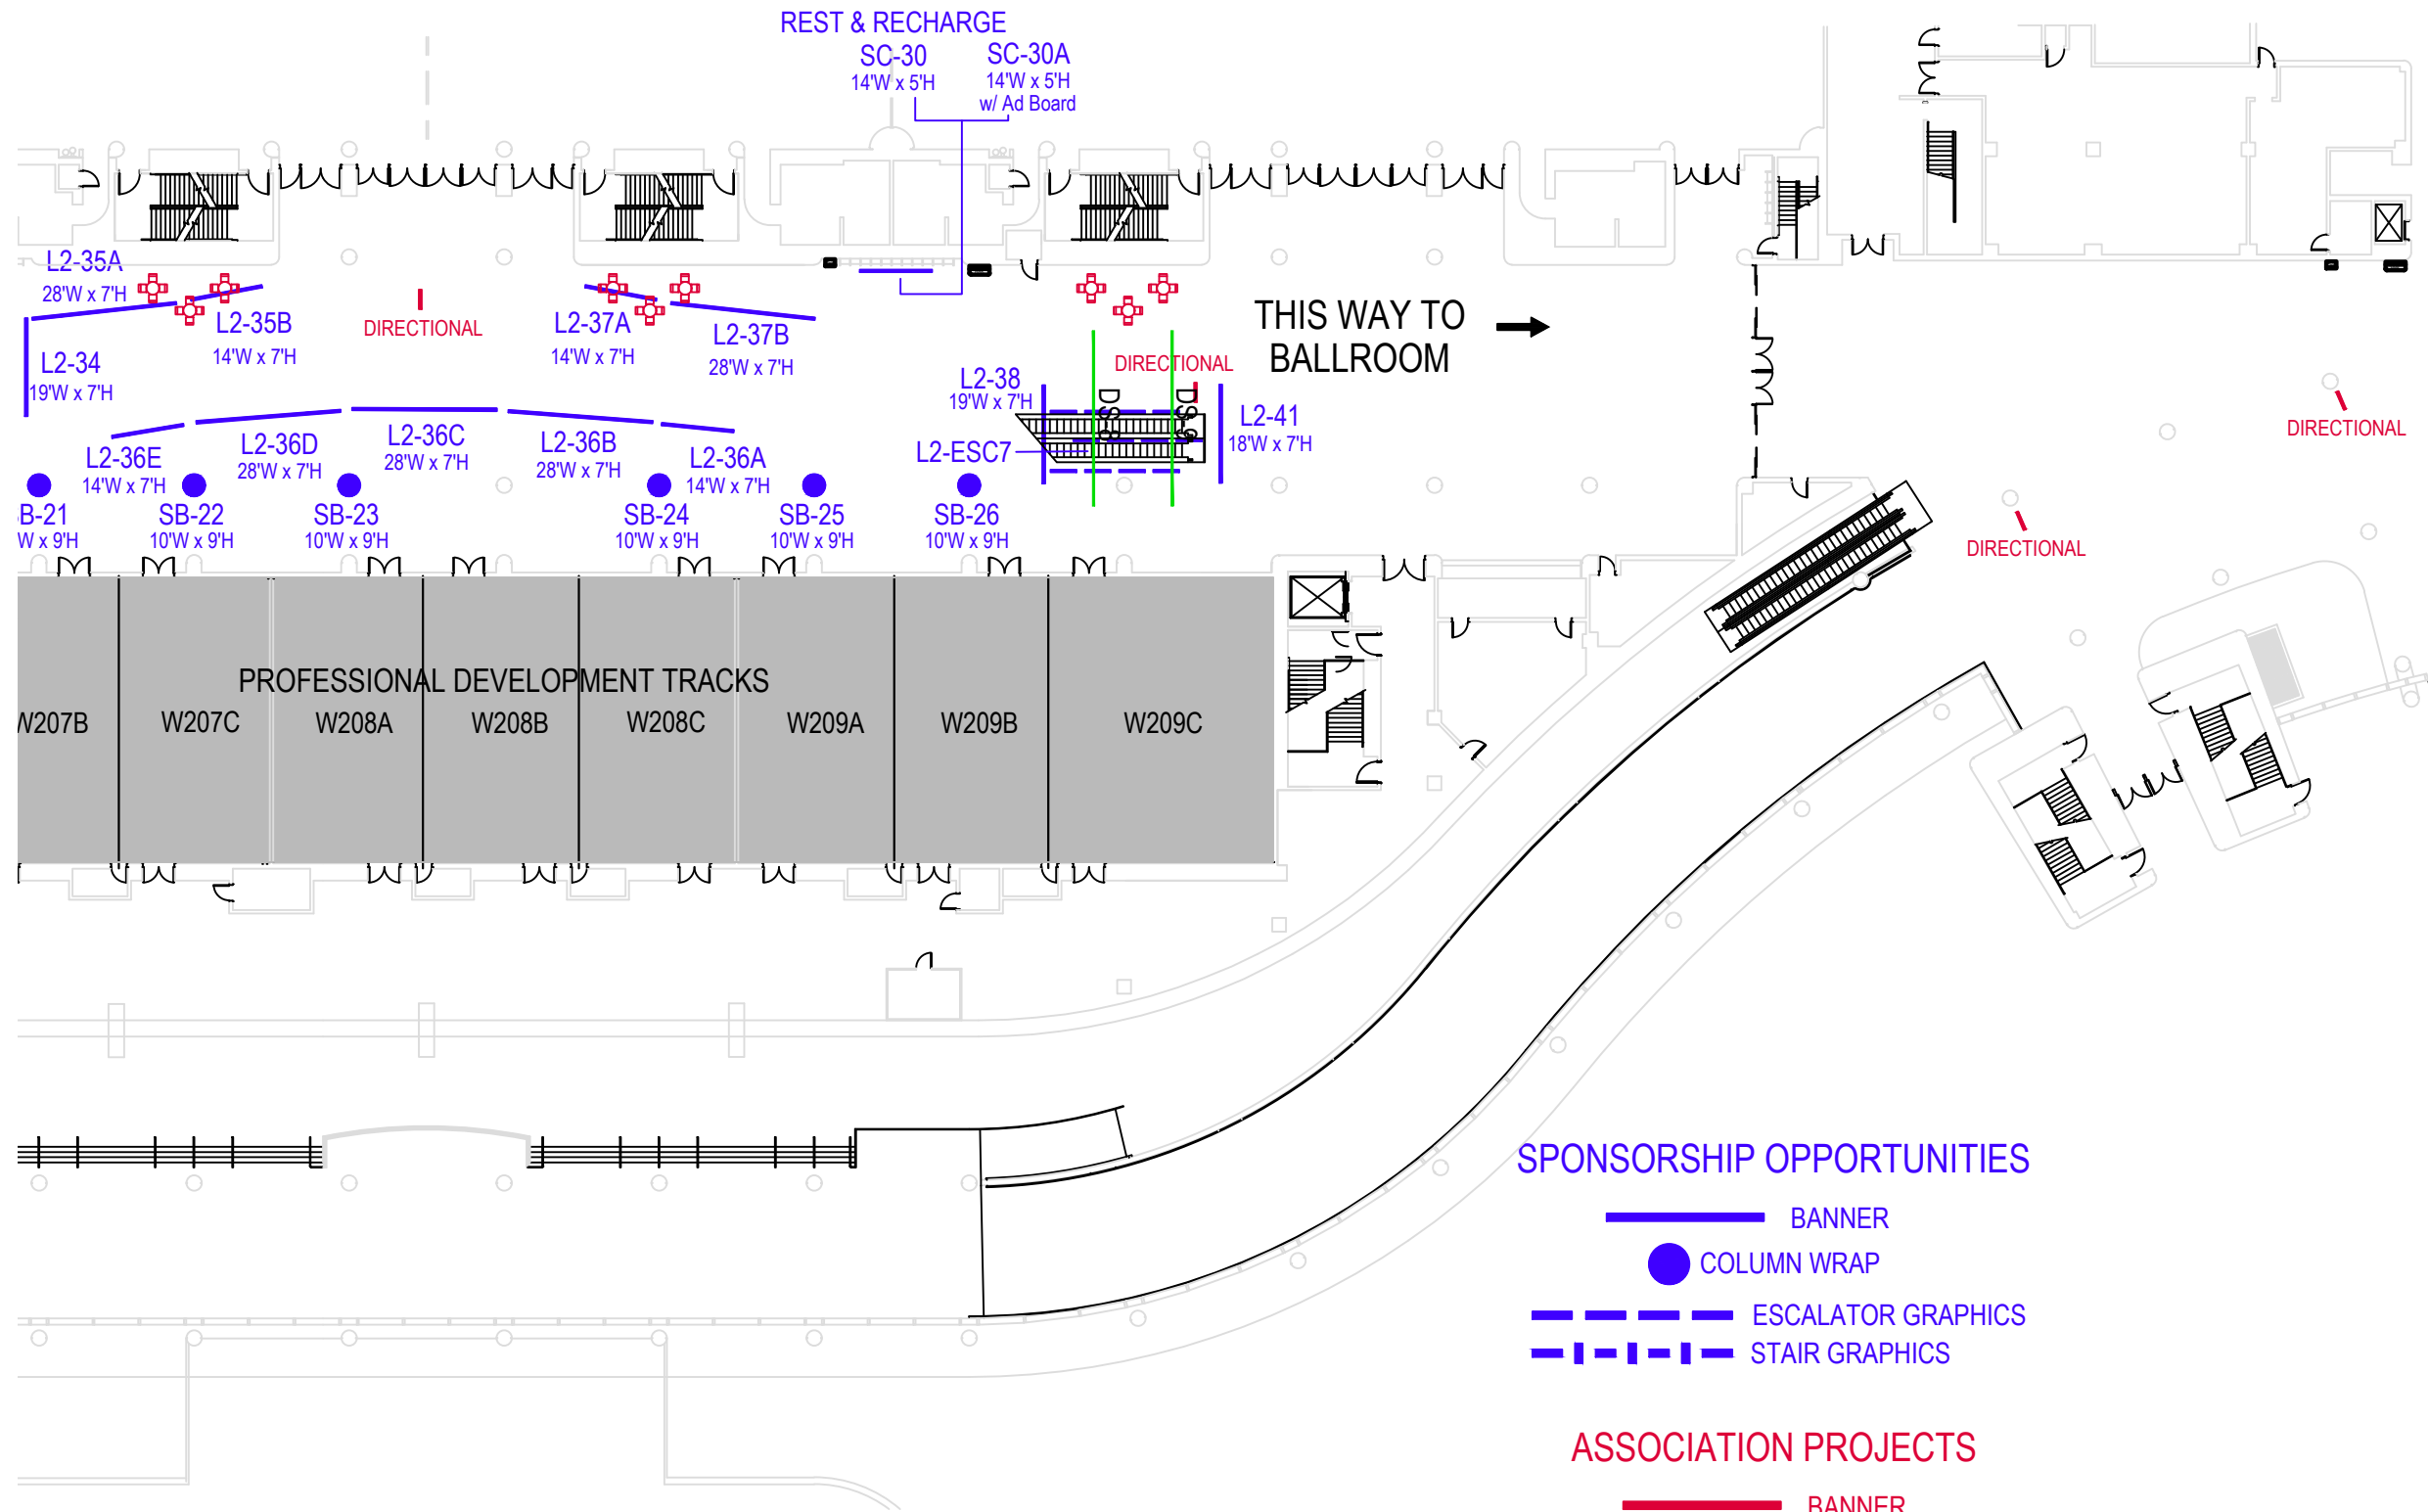 REST & RECHARGE
SC-30
14'W x 5'H
SC-30A
14'W x 5'H
w/ Ad Board
L2-35A
28'W x 7'H
L2-35B
14'W x 7'H
DIRECTIONAL
L2-37A
14'W x 7'H
L2-37B
28'W x 7'H
THIS WAY TO
BALLROOM
DIRECTIONAL
L2-34
19'W x 7'H
L2-38
19'W x 7'H
L2-41
18'W x 7'H
DIRECTIONAL
L2-36E
14'W x 7'H
L2-36D
28'W x 7'H
L2-36C
28'W x 7'H
L2-36B
28'W x 7'H
L2-36A
14'W x 7'H
L2-ESC7
B-21
W x 9'H
SB-22
10'W x 9'H
SB-23
10'W x 9'H
SB-24
10'W x 9'H
SB-25
10'W x 9'H
SB-26
10'W x 9'H
DIRECTIONAL
PROFESSIONAL DEVELOPMENT TRACKS
W207B
W207C
W208A
W208B
W208C
W209A
W209B
W209C
SPONSORSHIP OPPORTUNITIES
BANNER
COLUMN WRAP
ESCALATOR GRAPHICS
STAIR GRAPHICS
ASSOCIATION PROJECTS
BANNER